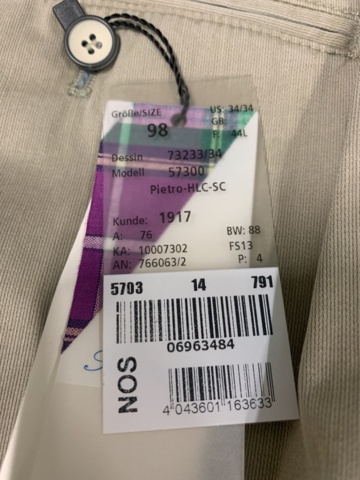 Größe/SIZE US: 34/34
98 GB:
F: 44L
Dessin 73233/34
Modell 57300
Pietro-HLC-SC
Kunde: 1917
A: 76 BW: 88
KA: 10007302 FS13
AN: 766063/2 P: 4
5703 14 791
06963484
NOS
4 043601 163633